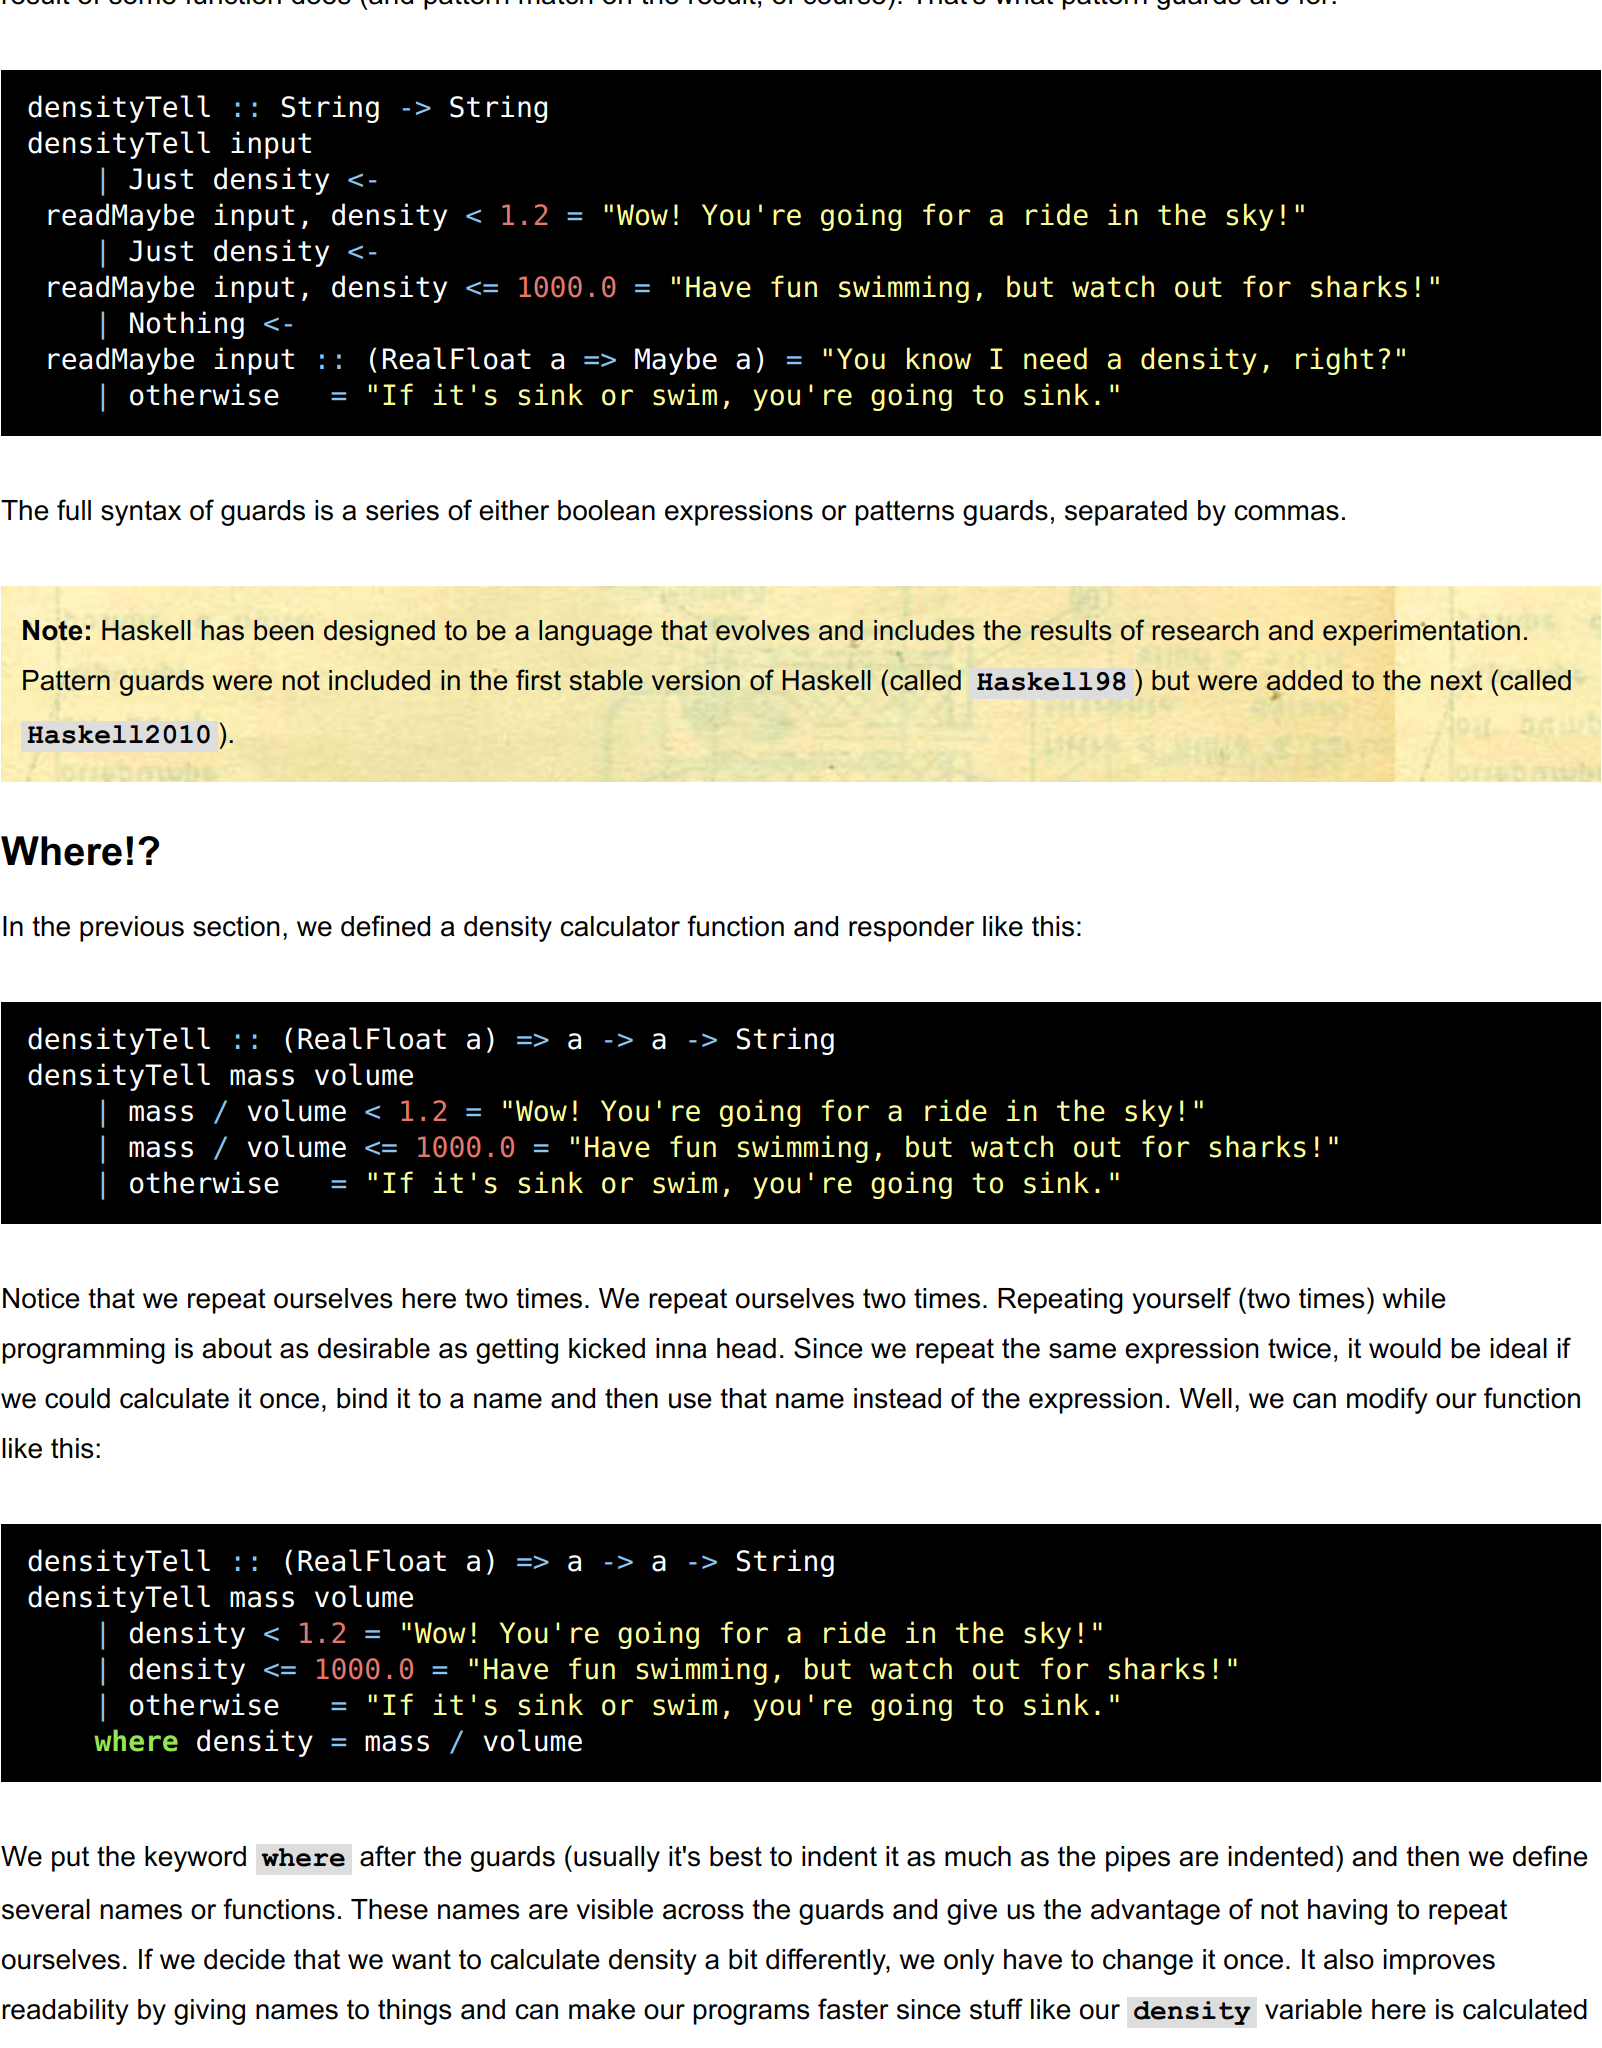 result of some function does (and pattern match on the result, of course). That's what pattern guards are for.
densityTell :: String -> String
densityTell input
    | Just density <-
 readMaybe input, density < 1.2 = "Wow! You're going for a ride in the sky!"
    | Just density <-
 readMaybe input, density <= 1000.0 = "Have fun swimming, but watch out for sharks!"
    | Nothing <-
 readMaybe input :: (RealFloat a => Maybe a) = "You know I need a density, right?"
    | otherwise   = "If it's sink or swim, you're going to sink."
The full syntax of guards is a series of either boolean expressions or patterns guards, separated by commas.
Note: Haskell has been designed to be a language that evolves and includes the results of research and experimentation.
Pattern guards were not included in the first stable version of Haskell (called Haskell98) but were added to the next (called
Haskell2010).
Where!?
In the previous section, we defined a density calculator function and responder like this:
densityTell :: (RealFloat a) => a -> a -> String
densityTell mass volume
    | mass / volume < 1.2 = "Wow! You're going for a ride in the sky!"
    | mass / volume <= 1000.0 = "Have fun swimming, but watch out for sharks!"
    | otherwise   = "If it's sink or swim, you're going to sink."
Notice that we repeat ourselves here two times. We repeat ourselves two times. Repeating yourself (two times) while
programming is about as desirable as getting kicked inna head. Since we repeat the same expression twice, it would be ideal if
we could calculate it once, bind it to a name and then use that name instead of the expression. Well, we can modify our function
like this:
densityTell :: (RealFloat a) => a -> a -> String
densityTell mass volume
    | density < 1.2 = "Wow! You're going for a ride in the sky!"
    | density <= 1000.0 = "Have fun swimming, but watch out for sharks!"
    | otherwise   = "If it's sink or swim, you're going to sink."
    where density = mass / volume
We put the keyword where after the guards (usually it's best to indent it as much as the pipes are indented) and then we define
several names or functions. These names are visible across the guards and give us the advantage of not having to repeat
ourselves. If we decide that we want to calculate density a bit differently, we only have to change it once. It also improves
readability by giving names to things and can make our programs faster since stuff like our density variable here is calculated